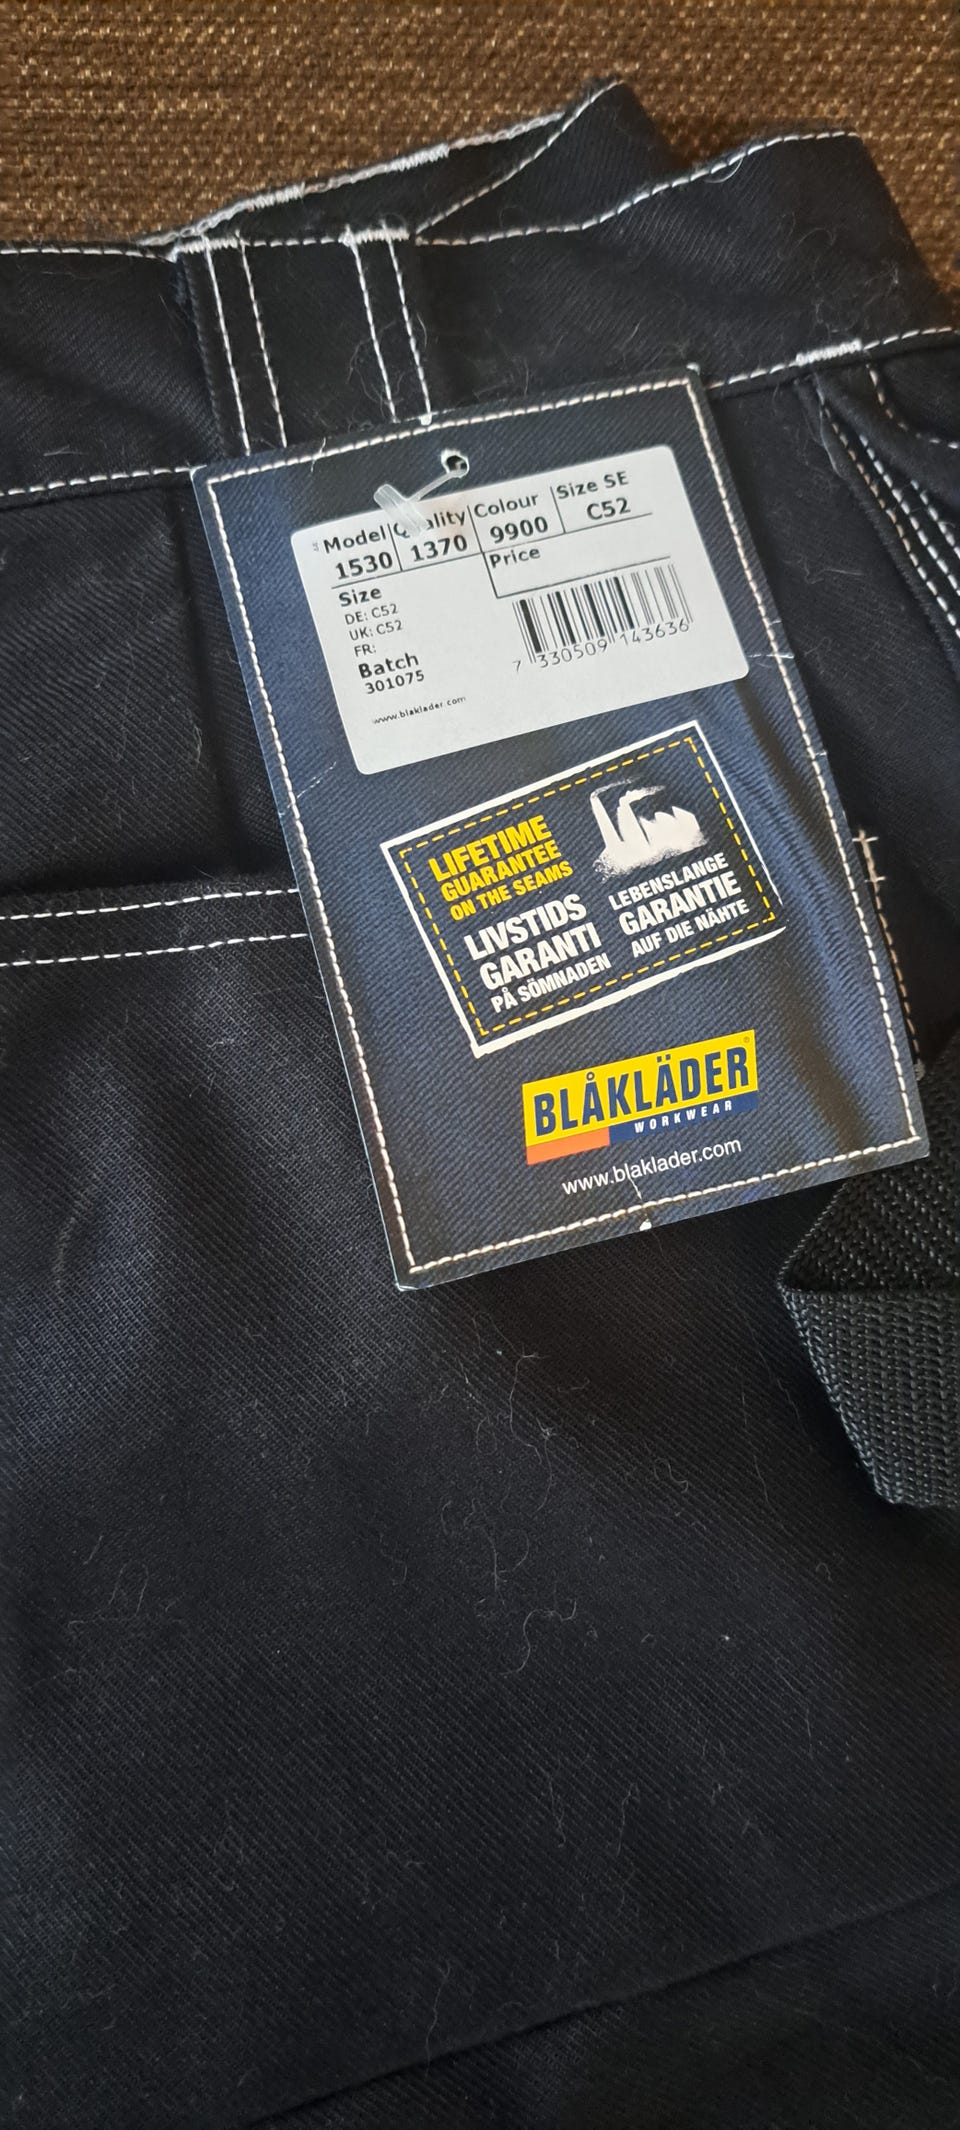 Model Quality Colour Size SE
1530 1370 9900 C52
Price
Size
DE: C52
UK: C52
FR:
Batch
301075
7 330509 143636
www.blaklader.com
LIFETIME
GUARANTEE
ON THE SEAMS
LIVSTIDS
GARANTI
PÅ SÖMNADEN
LEBENSLANGE
GARANTIE
AUF DIE NÄHTE
BLÅKLÄDER®
WORKWEAR
www.blaklader.com